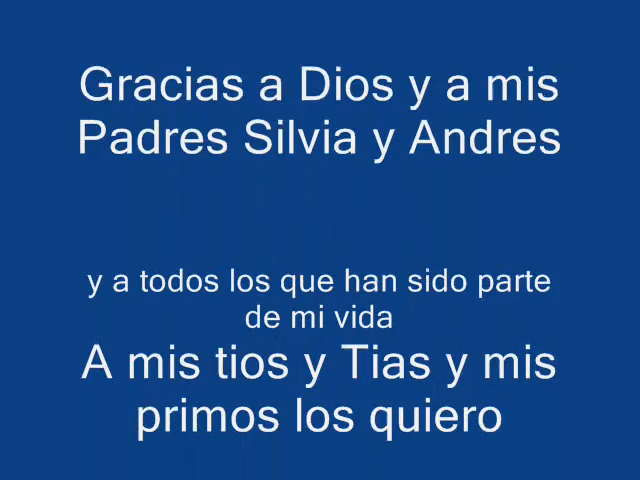 Gracias a Dios y a mis
Padres Silvia y Andres
y a todos los que han sido parte
de mi vida
A mis tios y Tias y mis
primos los quiero